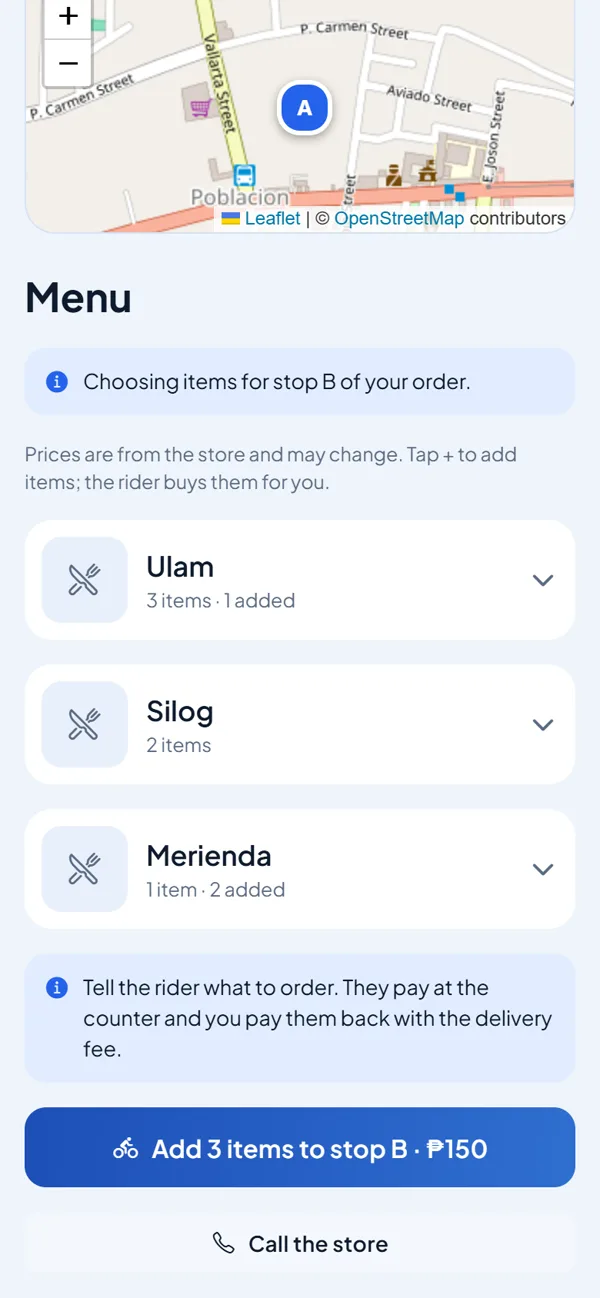 +
−
P. Carmen Street
P. Carmen Street
Vallarta Street
Aviado Street
E. Joson Street
A
treet
Poblacion
Leaflet | © OpenStreetMap contributors
Menu
Choosing items for stop B of your order.
Prices are from the store and may change. Tap + to add
items; the rider buys them for you.
Ulam
3 items · 1 added
Silog
2 items
Merienda
1 item · 2 added
Tell the rider what to order. They pay at the
counter and you pay them back with the delivery
fee.
Add 3 items to stop B · ₱150
Call the store